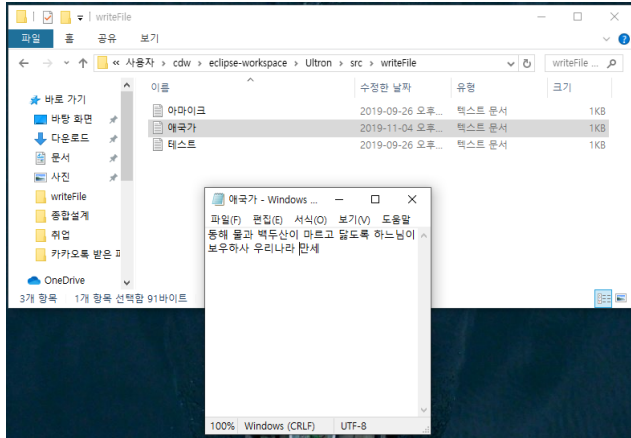 writeFile
파일 홈 공유 보기
« 사용자 › cdw › eclipse-workspace › Ultron › src › writeFile
writeFile ...
이름 수정한 날짜 유형 크기
바로 가기
바탕 화면
다운로드
문서
사진
writeFile
종합설계
취업
카카오톡 받은 파
OneDrive
아마이크 2019-09-26 오후... 텍스트 문서 1KB
애국가 2019-11-04 오후... 텍스트 문서 1KB
테스트 2019-09-26 오후... 텍스트 문서 1KB
3개 항목 1개 항목 선택함 91바이트
애국가 - Windows ...
파일(F) 편집(E) 서식(O) 보기(V) 도움말
동해 물과 백두산이 마르고 닳도록 하느님이
보우하사 우리나라 만세
100% Windows (CRLF) UTF-8